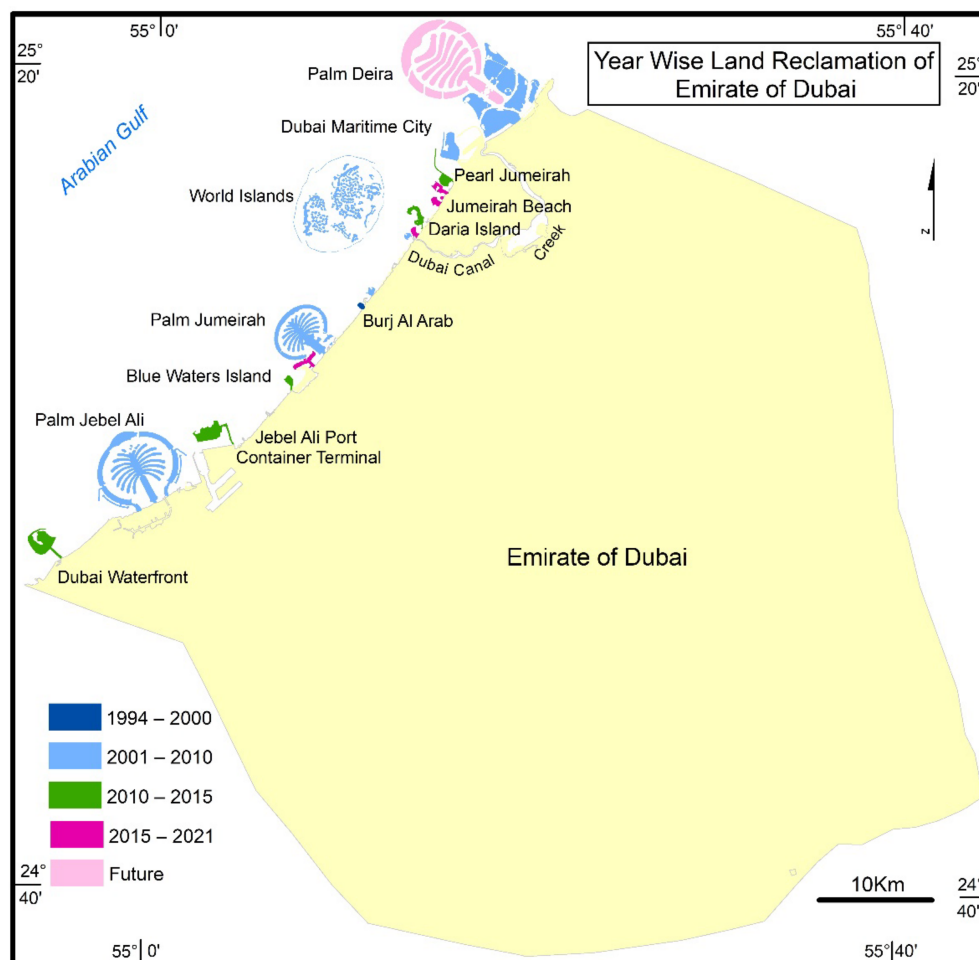 55° 0'
55° 40'
25°
20'
Year Wise Land Reclamation of
Emirate of Dubai
25°
20'
Palm Deira
Arabian Gulf
Dubai Maritime City
Pearl Jumeirah
World Islands
Jumeirah Beach
Daria Island
Dubai Canal
Creek
z
Palm Jumeirah
Burj Al Arab
Blue Waters Island
Palm Jebel Ali
Jebel Ali Port
Container Terminal
Emirate of Dubai
Dubai Waterfront
1994 – 2000
2001 – 2010
2010 – 2015
2015 – 2021
Future
24°
40'
10Km
24°
40'
55° 0'
55° 40'